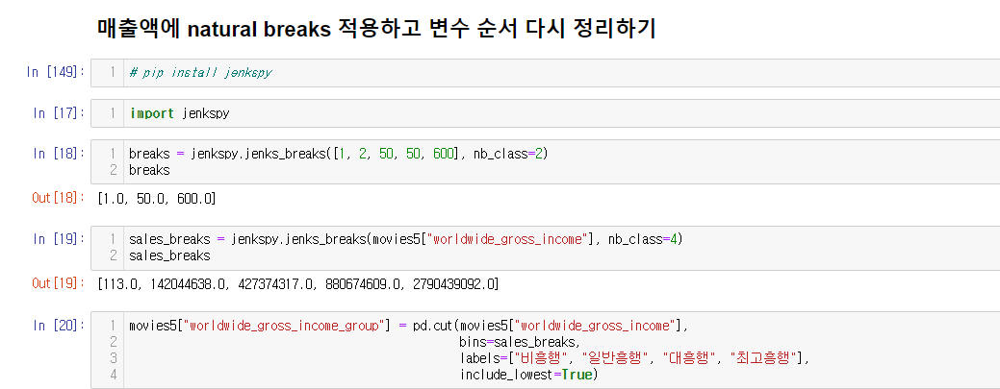 매출액에 natural breaks 적용하고 변수 순서 다시 정리하기
In [149]: 1 # pip install jenkspy
In [17]: 1 import jenkspy
In [18]: 1 breaks = jenkspy.jenks_breaks([1, 2, 50, 50, 600], nb_class=2)
2 breaks
Out[18]: [1.0, 50.0, 600.0]
In [19]: 1 sales_breaks = jenkspy.jenks_breaks(movies5["worldwide_gross_income"], nb_class=4)
2 sales_breaks
Out[19]: [113.0, 142044638.0, 427374317.0, 880674609.0, 2790439092.0]
In [20]: 1 movies5["worldwide_gross_income_group"] = pd.cut(movies5["worldwide_gross_income"],
2 bins=sales_breaks,
3 labels=["비흥행", "일반흥행", "대흥행", "최고흥행"],
4 include_lowest=True)